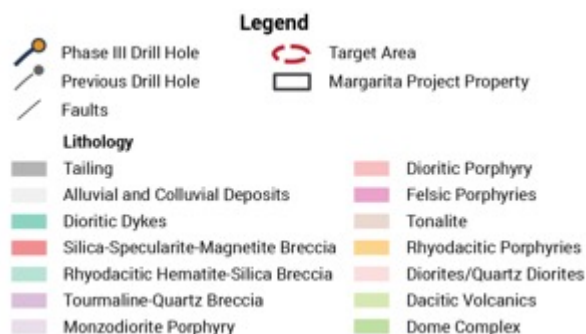 Legend
Phase III Drill Hole
Target Area
Previous Drill Hole
Margarita Project Property
Faults
Lithology
Tailing
Dioritic Porphyry
Alluvial and Colluvial Deposits
Felsic Porphyries
Dioritic Dykes
Tonalite
Silica-Specularite-Magnetite Breccia
Rhyodacitic Porphyries
Rhyodacitic Hematite-Silica Breccia
Diorites/Quartz Diorites
Tourmaline-Quartz Breccia
Dacitic Volcanics
Monzodiorite Porphyry
Dome Complex